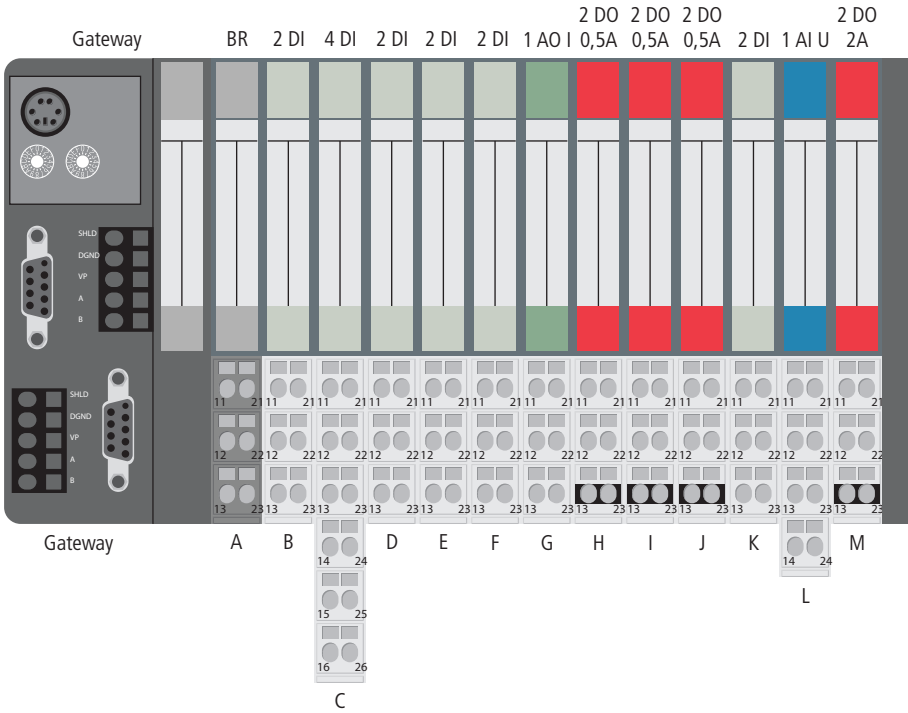 2 DO 2 DO 2 DO 2 DO
Gateway BR 2 DI 4 DI 2 DI 2 DI 2 DI 1 AO I 0,5A 0,5A 0,5A 2 DI 1 AI U 2A
SHLD
DGND
VP
A
B
SHLD
DGND
VP
A
B
11 21 11 21 11 21 11 21 11 21 11 21 11 21 11 21 11 21 11 21 11 21 11 21 11 21
12 22 12 22 12 22 12 22 12 22 12 22 12 22 12 22 12 22 12 22 12 22 12 22 12 22
13 23 13 23 13 23 13 23 13 23 13 23 13 23 13 23 13 23 13 23 13 23 13 23 13 23
Gateway A B D E F G H I J K M
14 24 14 24
L
15 25
16 26
C